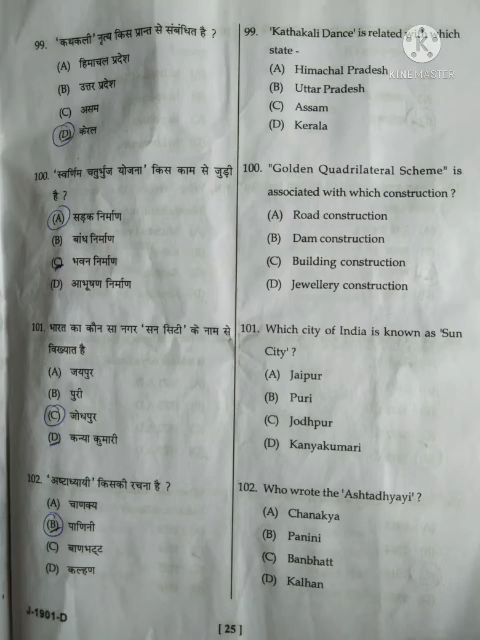 99. 'कथकली' नृत्य किस प्रान्त से संबंधित है ?
(A) हिमाचल प्रदेश
(B) उत्तर प्रदेश
(C) असम
(D) केरल
100. 'स्वर्णिम चतुर्भुज योजना' किस काम से जुड़ी
है ?
(A) सड़क निर्माण
(B) बांध निर्माण
(C) भवन निर्माण
(D) आभूषण निर्माण
101. भारत का कौन सा नगर 'सन सिटी' के नाम से
विख्यात है
(A) जयपुर
(B) पुरी
(C) जोधपुर
(D) कन्या कुमारी
102. 'अष्टाध्यायी' किसकी रचना है ?
(A) चाणक्य
(B) पाणिनी
(C) बाणभट्ट
(D) कल्हण
J-1901-D
99. 'Kathakali Dance' is related with which
state -
(A) Himachal Pradesh
(B) Uttar Pradesh
(C) Assam
(D) Kerala
100. "Golden Quadrilateral Scheme" is
associated with which construction ?
(A) Road construction
(B) Dam construction
(C) Building construction
(D) Jewellery construction
101. Which city of India is known as 'Sun
City' ?
(A) Jaipur
(B) Puri
(C) Jodhpur
(D) Kanyakumari
102. Who wrote the 'Ashtadhyayi' ?
(A) Chanakya
(B) Panini
(C) Banbhatt
(D) Kalhan
[ 25 ]
KINEMASTER